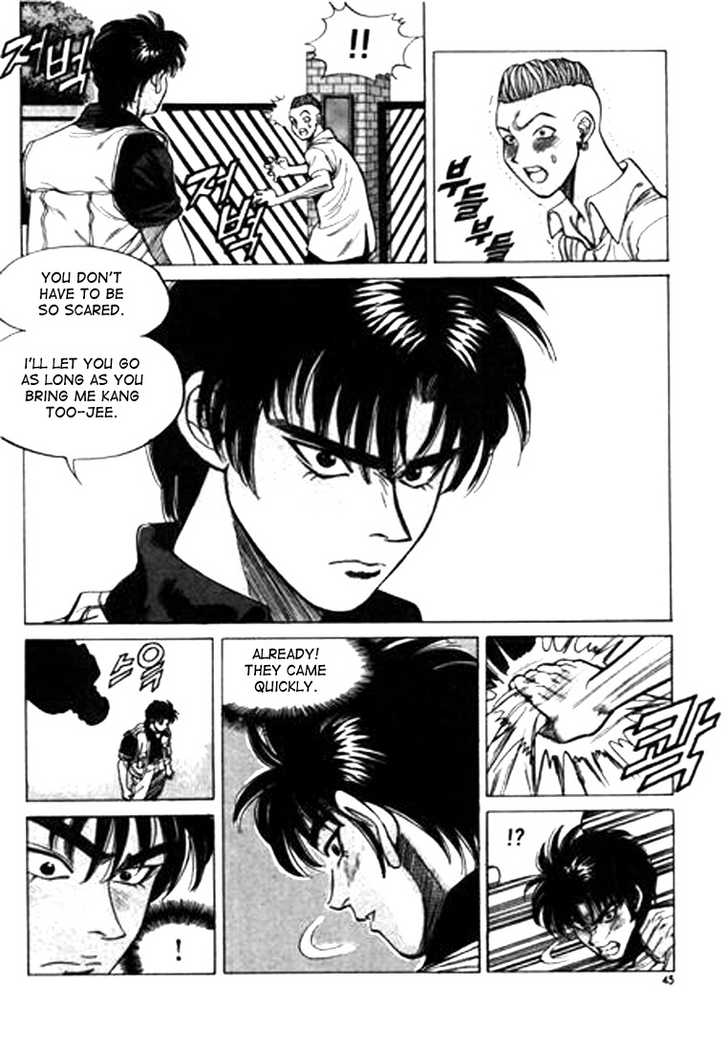 저벅
!!
저벅
부들부들
YOU DON'T
HAVE TO BE
SO SCARED.
I'LL LET YOU GO
AS LONG AS YOU
BRING ME KANG
TOO-JEE.
스윽
ALREADY!
THEY CAME
QUICKLY.
콱
!
!?
45